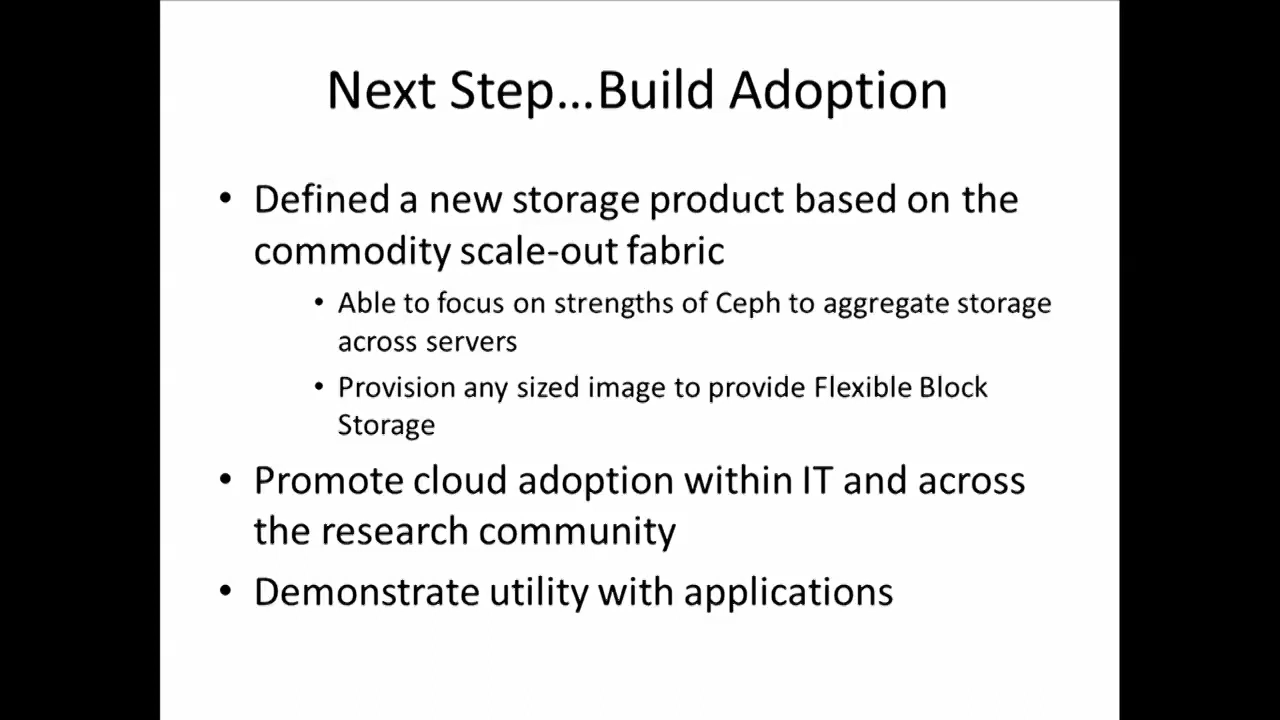 Next Step...Build Adoption
• Defined a new storage product based on the
commodity scale-out fabric
• Able to focus on strengths of Ceph to aggregate storage
across servers
• Provision any sized image to provide Flexible Block
Storage
• Promote cloud adoption within IT and across
the research community
• Demonstrate utility with applications